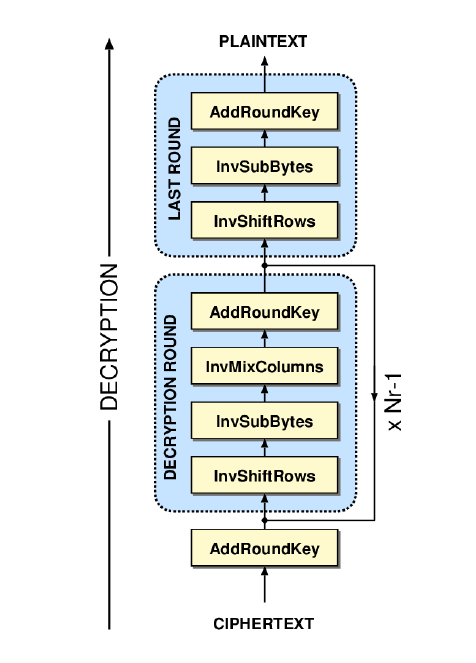 PLAINTEXT
AddRoundKey
InvSubBytes
InvShiftRows
LAST ROUND
AddRoundKey
InvMixColumns
InvSubBytes
InvShiftRows
DECRYPTION ROUND
x Nr-1
AddRoundKey
CIPHERTEXT
DECRYPTION